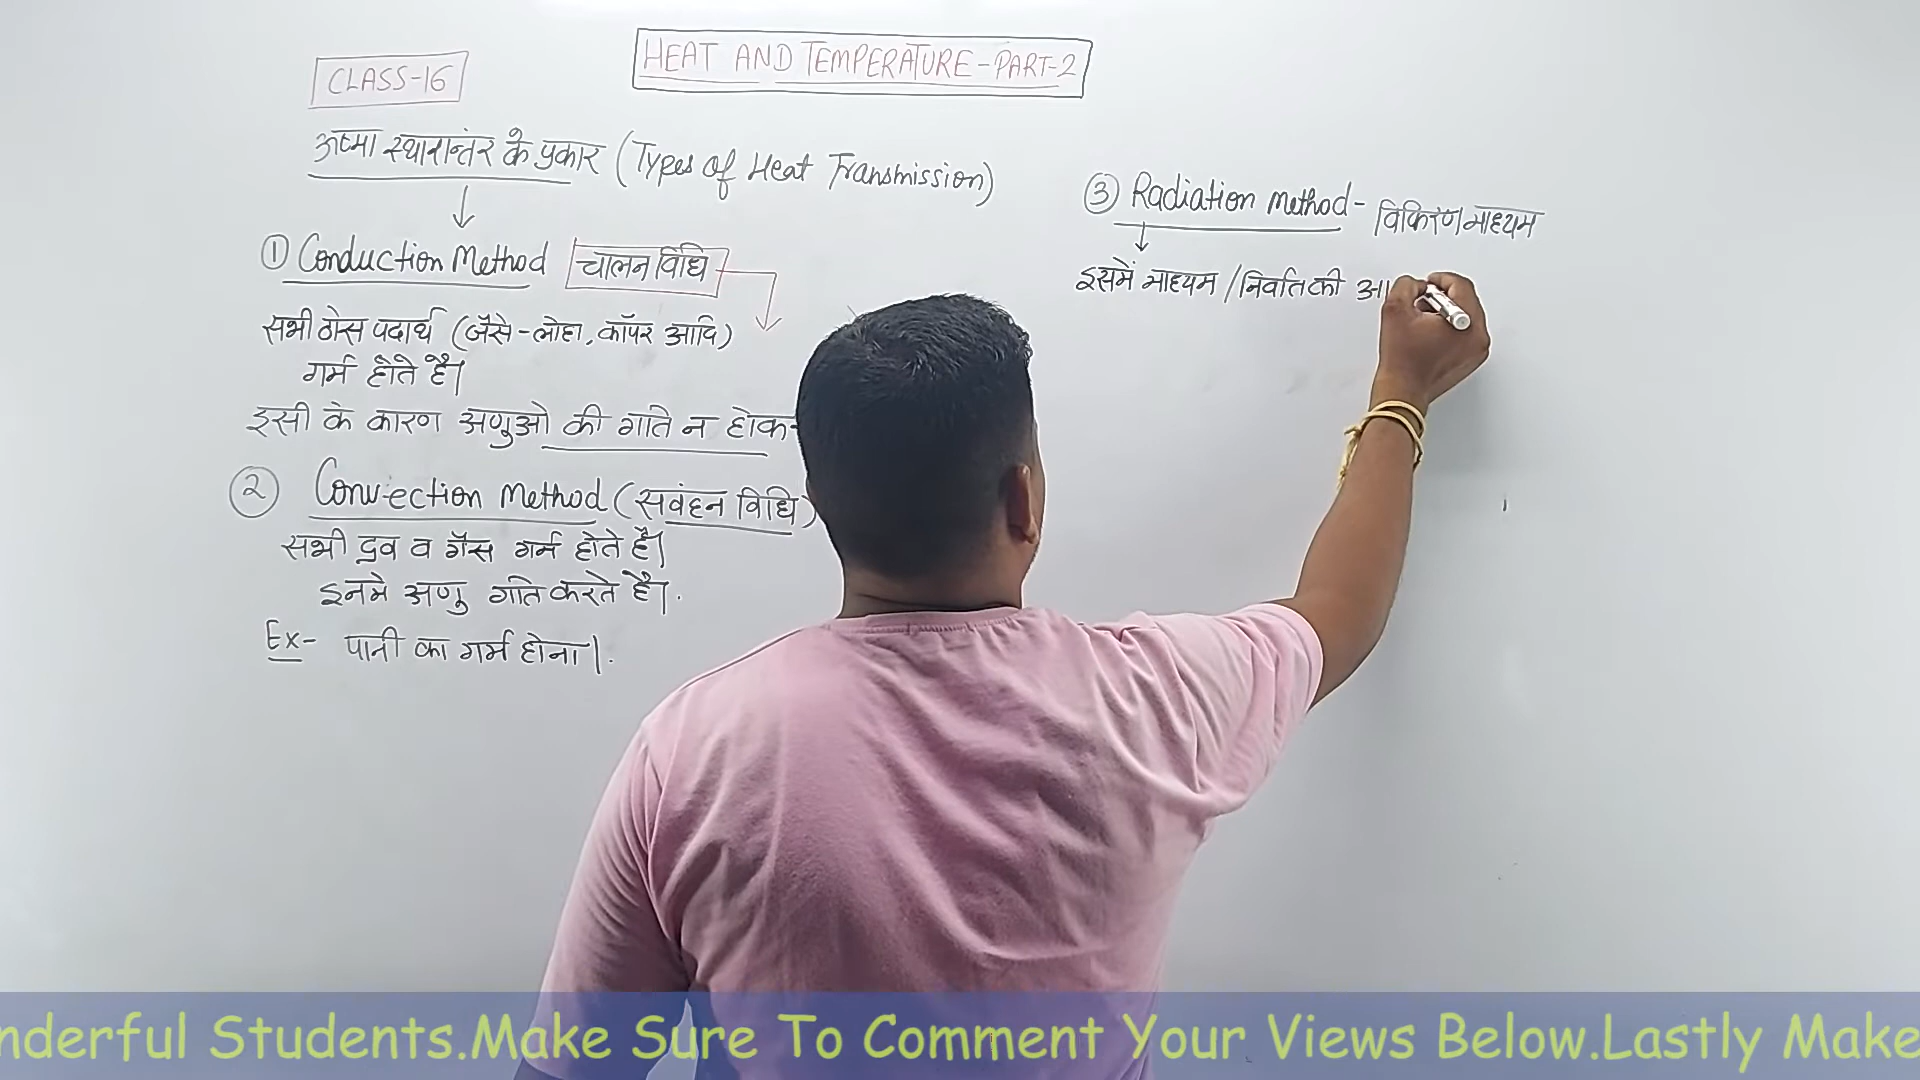 CLASS-16
HEAT AND TEMPERATURE-PART-2
ऊष्मा स्थानान्तर के प्रकार (Types of Heat Transmission)
① Conduction Method चालन विधि
सभी ठोस पदार्थ (जैसे-लोहा, कॉपर आदि)
गर्म होते है।
इसी के कारण अणुओ की गति न होक
② Convection Method (सवंहन विधि)
सभी द्रव व गैस गर्म होते है।
इनमे अणु गति करते है।.
Ex- पानी का गर्म होना।.
③ Radiation Method- विकिरण माध्यम
इसमें माध्यम / निर्वात की आ
nderful Students.Make Sure To Comment Your Views Below.Lastly Make